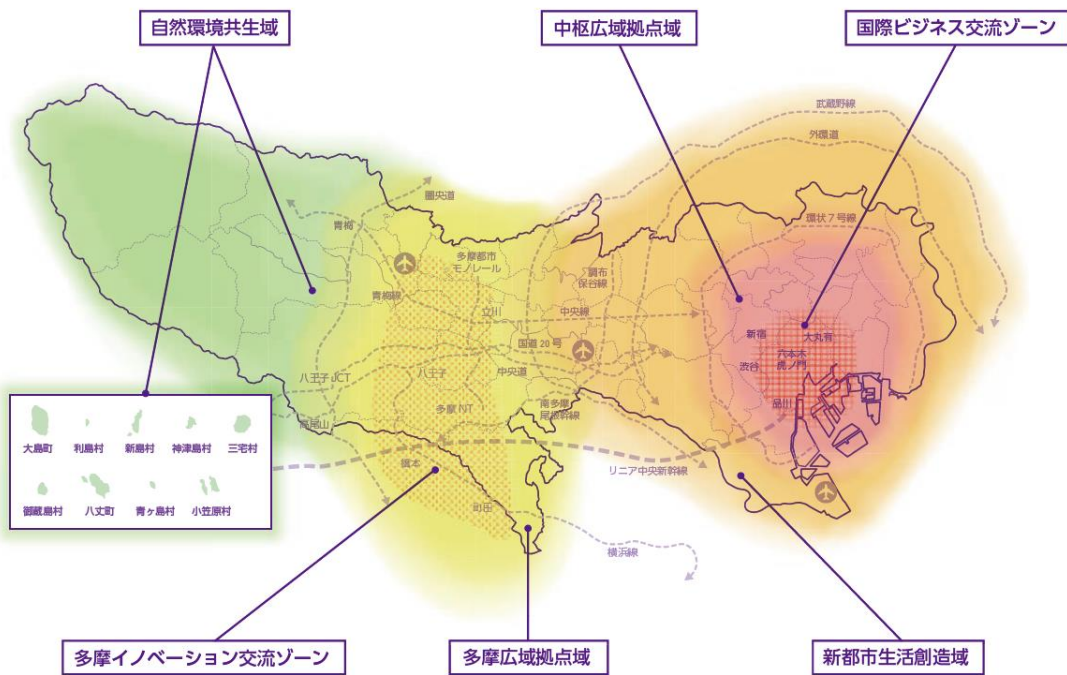 自然環境共生域
中枢広域拠点域
国際ビジネス交流ゾーン
武蔵野線
外環道
圏央道
環状7号線
青梅
多摩都市
モノレール
調布
保谷線
青梅線
立川
中央線
新宿
大丸有
国道20号
六本木
虎ノ門
渋谷
八王子JCT
八王子
中央道
品川
多摩NT
南多摩
尾根幹線
高尾山
大島町
利島村
新島村
神津島村
三宅村
橋本
リニア中央新幹線
御蔵島村
八丈町
青ヶ島村
小笠原村
町田
横浜線
多摩イノベーション交流ゾーン
多摩広域拠点域
新都市生活創造域